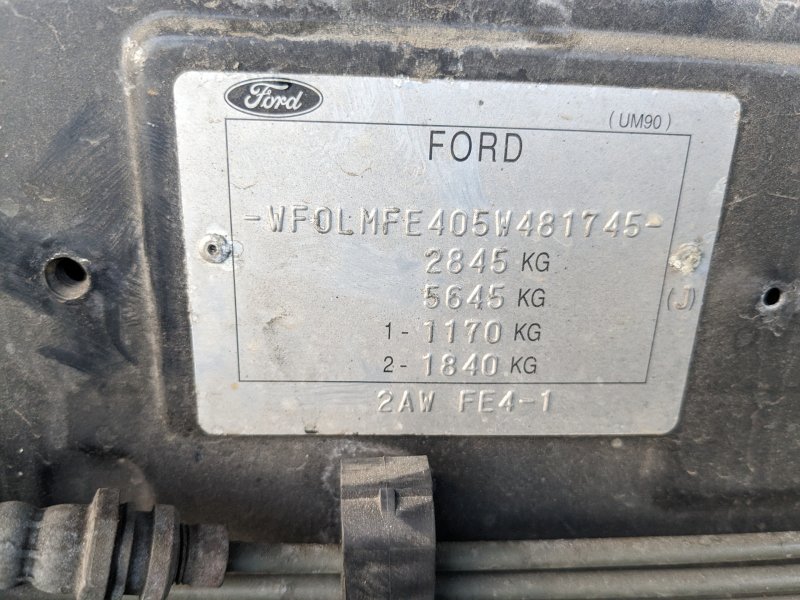 Ford
(UM90)
FORD
-WF0LMFE405W481745-
2845 KG
5645 KG
(J)
1- 1170 KG
2- 1840 KG
2AW FE4-1